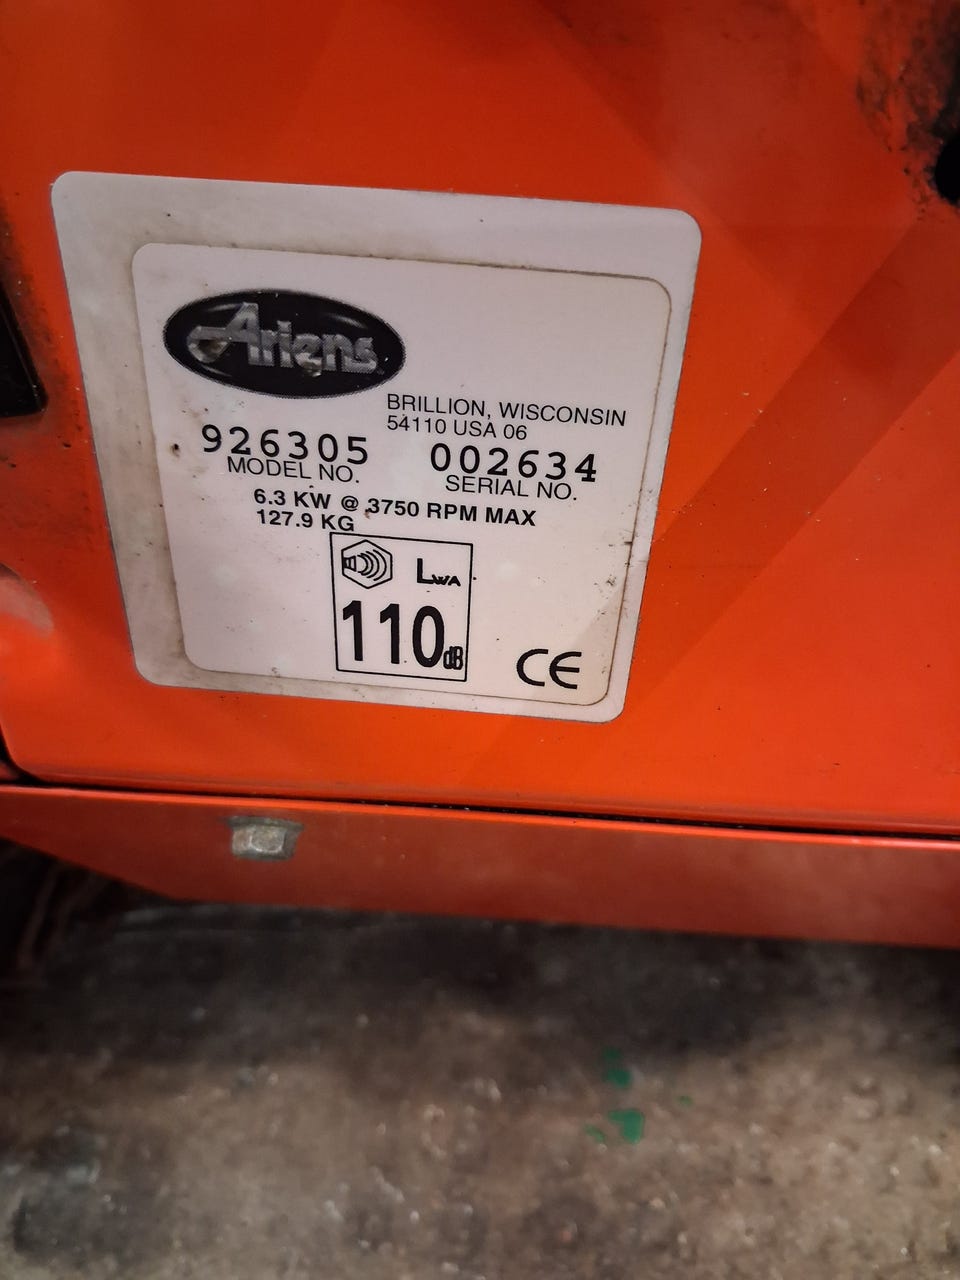 Ariens
BRILLION, WISCONSIN
54110 USA 06
926305 002634
MODEL NO. SERIAL NO.
6.3 KW @ 3750 RPM MAX
127.9 KG
LWA
110dB
CE